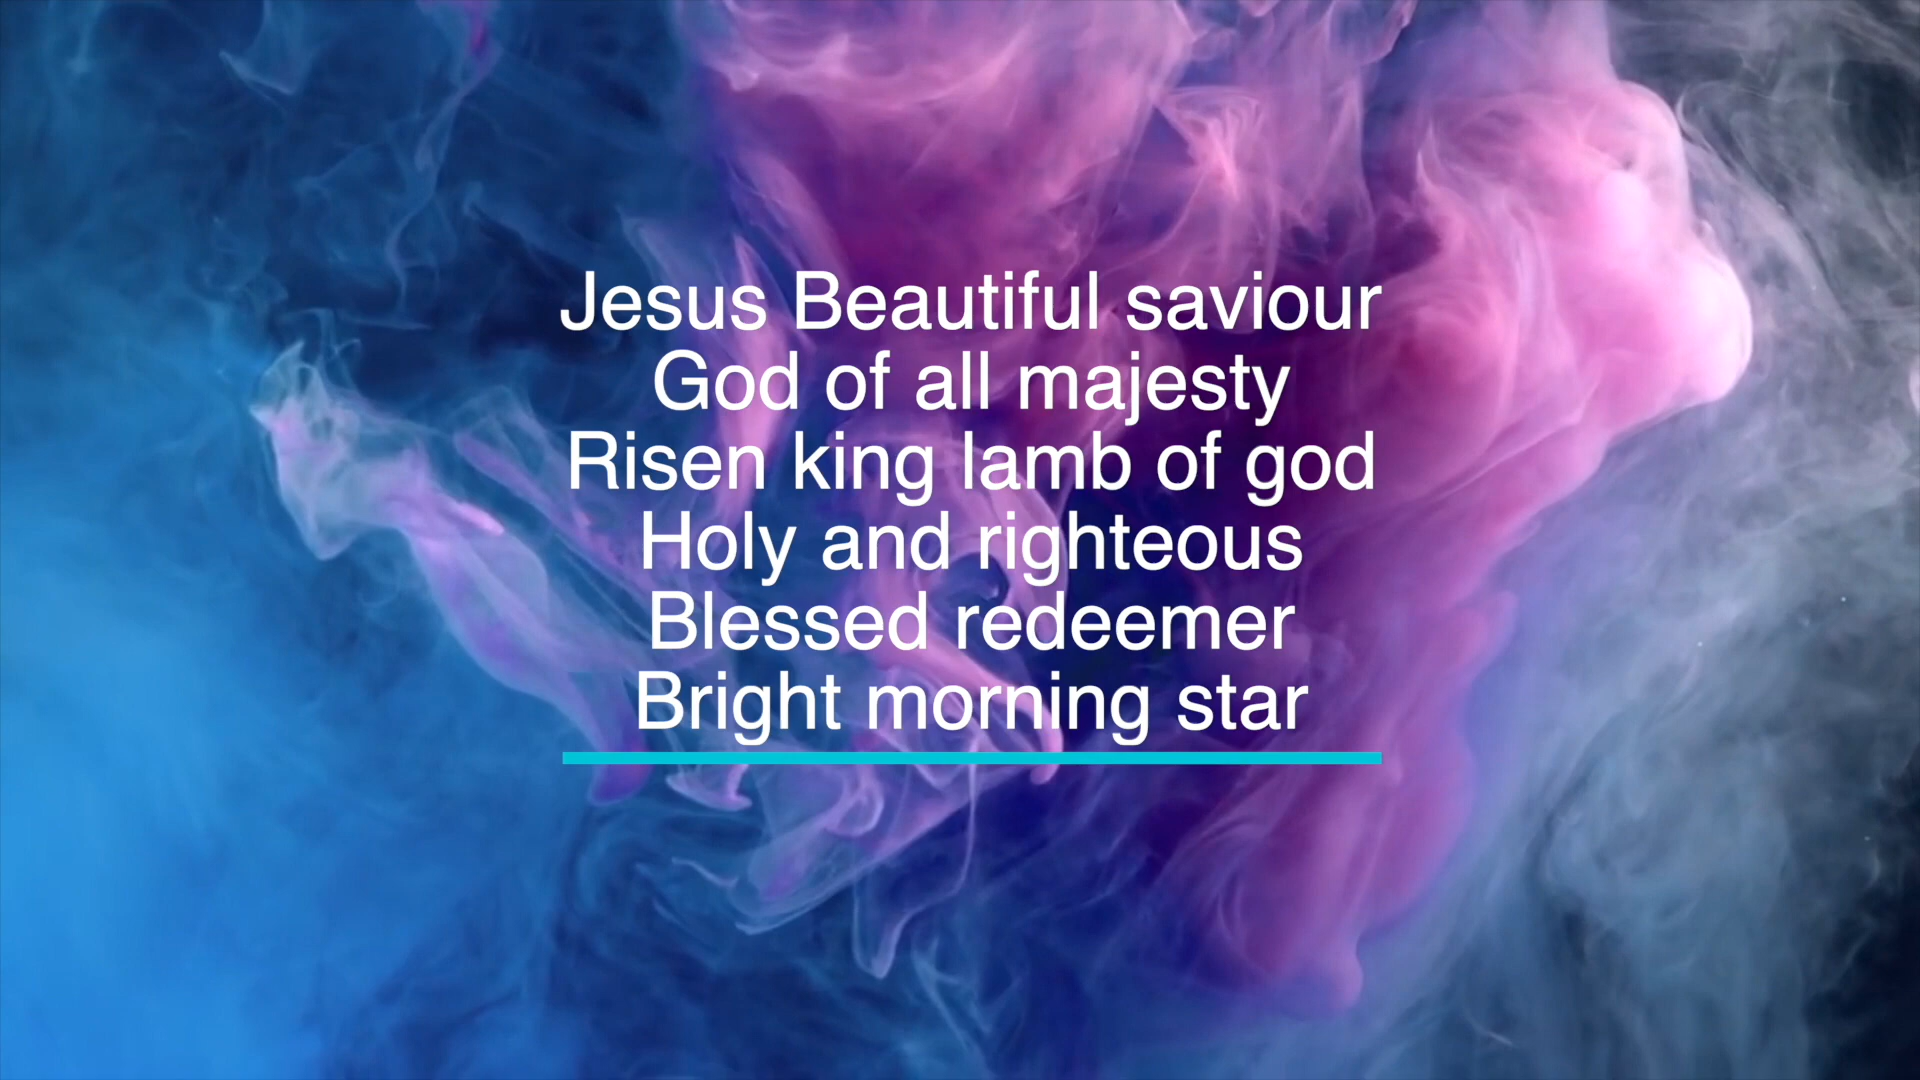 Jesus Beautiful saviour
God of all majesty
Risen king lamb of god
Holy and righteous
Blessed redeemer
Bright morning star